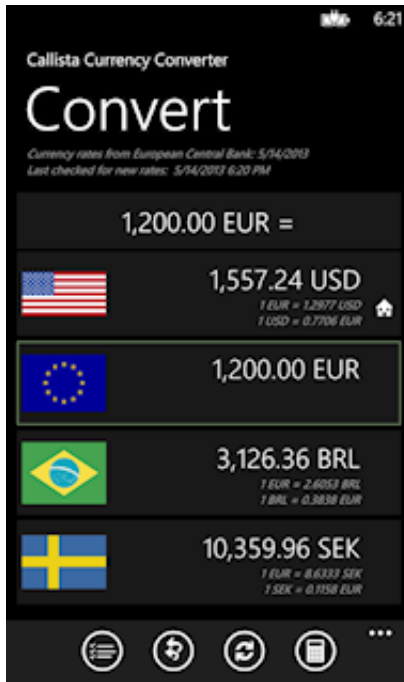 6:21
Callista Currency Converter
Convert
Currency rates from European Central Bank: 5/14/2013
Last checked for new rates: 5/14/2013 6:20 PM
1,200.00 EUR =
1,557.24 USD
1 EUR = 1.2977 USD
1 USD = 0.7706 EUR
1,200.00 EUR
3,126.36 BRL
1 EUR = 2.6053 BRL
1 BRL = 0.3838 EUR
10,359.96 SEK
1 EUR = 8.6333 SEK
1 SEK = 0.1158 EUR